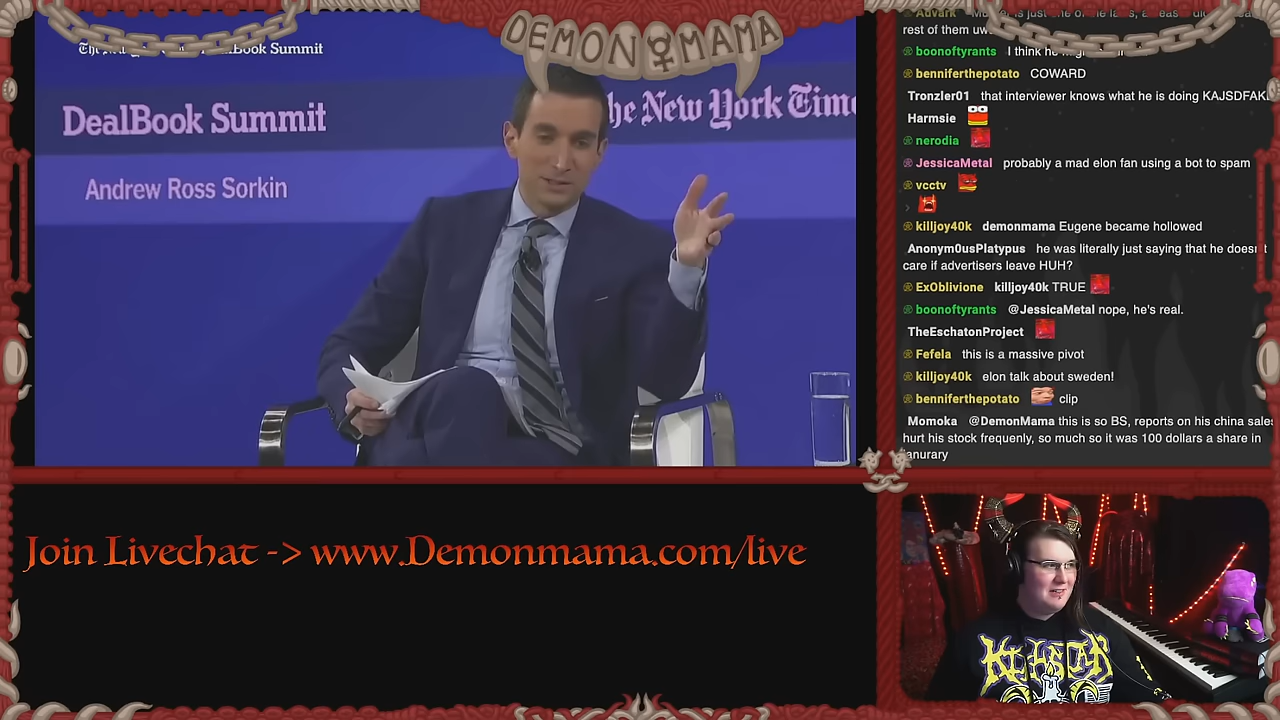 DEMON MAMA
DealBook Summit
The New York Time
Andrew Ross Sorkin
rest of them
boonoftyrants I think he
benniferthepotato COWARD
Tronzler01 that interviewer knows what he is doing KAJSDFAK
Harmsie
nerodia
JessicaMetal probably a mad elon fan using a bot to spam
vcctv
killjoy40k demonmama Eugene became hollowed
Anonym0usPlatypus he was literally just saying that he doesn't
care if advertisers leave HUH?
ExOblivione killjoy40k TRUE
boonoftyrants @JessicaMetal nope, he's real.
TheEschatonProject
Fefela this is a massive pivot
killjoy40k elon talk about sweden!
benniferthepotato clip
Momoka @DemonMama this is so BS, reports on his china sales
hurt his stock frequenly, so much so it was 100 dollars a share in
janurary
Join Livechat -> www.Demonmama.com/live